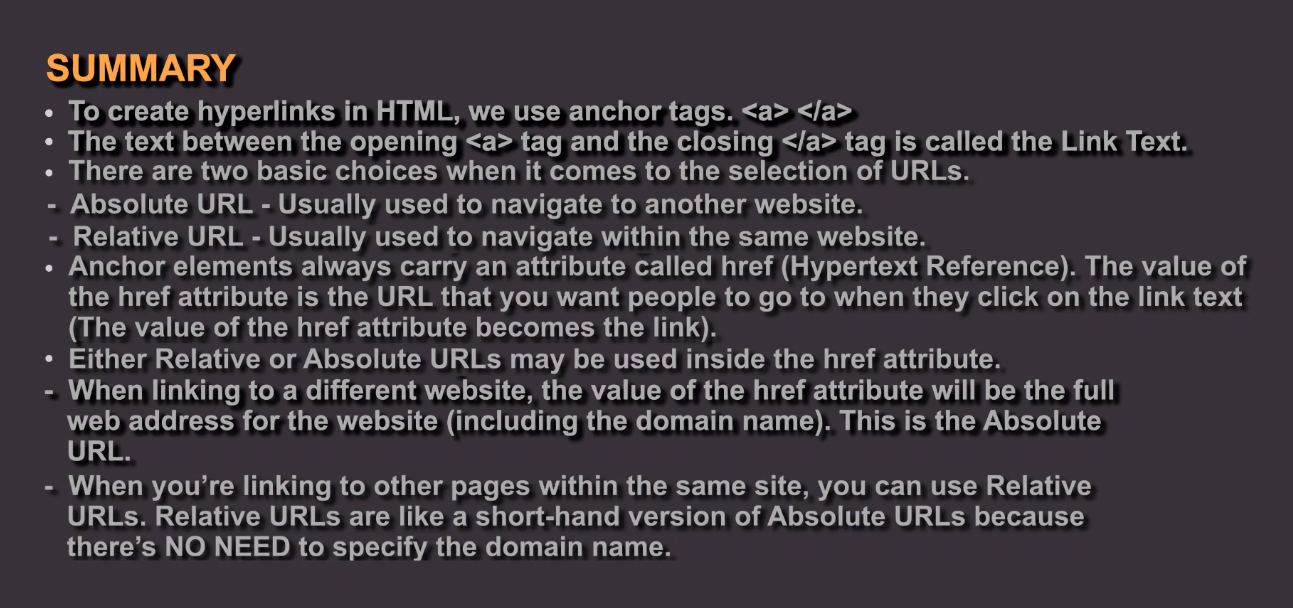 SUMMARY
• To create hyperlinks in HTML, we use anchor tags. <a> </a>
• The text between the opening <a> tag and the closing </a> tag is called the Link Text.
• There are two basic choices when it comes to the selection of URLs.
- Absolute URL - Usually used to navigate to another website.
- Relative URL - Usually used to navigate within the same website.
• Anchor elements always carry an attribute called href (Hypertext Reference). The value of
the href attribute is the URL that you want people to go to when they click on the link text
(The value of the href attribute becomes the link).
• Either Relative or Absolute URLs may be used inside the href attribute.
- When linking to a different website, the value of the href attribute will be the full
web address for the website (including the domain name). This is the Absolute
URL.
- When you’re linking to other pages within the same site, you can use Relative
URLs. Relative URLs are like a short-hand version of Absolute URLs because
there’s NO NEED to specify the domain name.